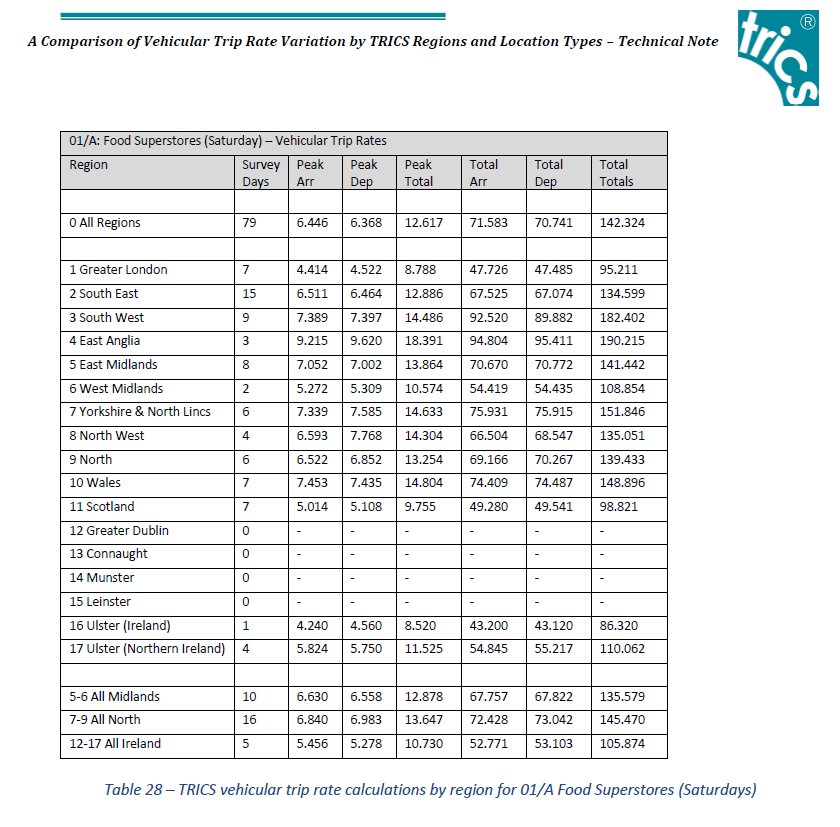 A Comparison of Vehicular Trip Rate Variation by TRICS Regions and Location Types – Technical Note
trics ®
01/A: Food Superstores (Saturday) – Vehicular Trip Rates
Region Survey Days Peak Arr Peak Dep Peak Total Total Arr Total Dep Total Totals
0 All Regions 79 6.446 6.368 12.617 71.583 70.741 142.324
1 Greater London 7 4.414 4.522 8.788 47.726 47.485 95.211
2 South East 15 6.511 6.464 12.886 67.525 67.074 134.599
3 South West 9 7.389 7.397 14.486 92.520 89.882 182.402
4 East Anglia 3 9.215 9.620 18.391 94.804 95.411 190.215
5 East Midlands 8 7.052 7.002 13.864 70.670 70.772 141.442
6 West Midlands 2 5.272 5.309 10.574 54.419 54.435 108.854
7 Yorkshire & North Lincs 6 7.339 7.585 14.633 75.931 75.915 151.846
8 North West 4 6.593 7.768 14.304 66.504 68.547 135.051
9 North 6 6.522 6.852 13.254 69.166 70.267 139.433
10 Wales 7 7.453 7.435 14.804 74.409 74.487 148.896
11 Scotland 7 5.014 5.108 9.755 49.280 49.541 98.821
12 Greater Dublin 0 - - - - - -
13 Connaught 0 - - - - - -
14 Munster 0 - - - - - -
15 Leinster 0 - - - - - -
16 Ulster (Ireland) 1 4.240 4.560 8.520 43.200 43.120 86.320
17 Ulster (Northern Ireland) 4 5.824 5.750 11.525 54.845 55.217 110.062
5-6 All Midlands 10 6.630 6.558 12.878 67.757 67.822 135.579
7-9 All North 16 6.840 6.983 13.647 72.428 73.042 145.470
12-17 All Ireland 5 5.456 5.278 10.730 52.771 53.103 105.874
Table 28 – TRICS vehicular trip rate calculations by region for 01/A Food Superstores (Saturdays)